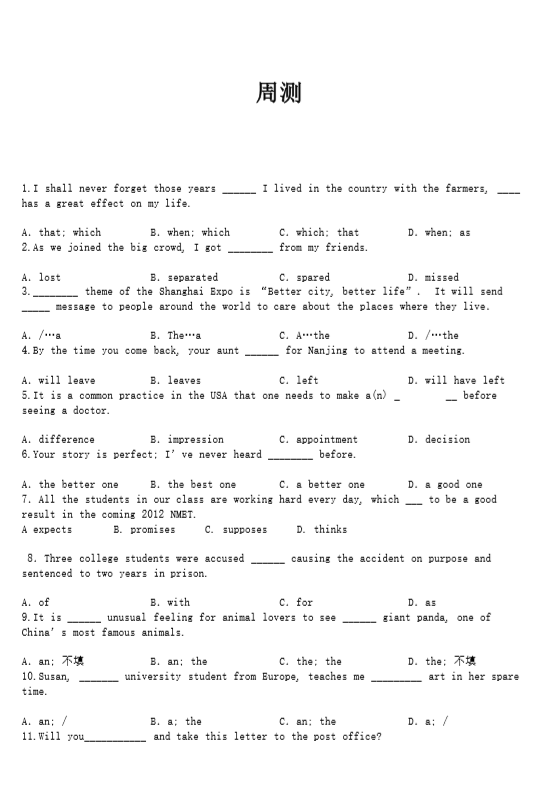 周测
1.I shall never forget those years ______ I lived in the country with the farmers, ____
has a great effect on my life.
A. that; which B. when; which C. which; that D. when; as
2.As we joined the big crowd, I got ________ from my friends.
A. lost B. separated C. spared D. missed
3.________ theme of the Shanghai Expo is “Better city, better life”. It will send
_____ message to people around the world to care about the places where they live.
A. /…a B. The…a C. A…the D. /…the
4.By the time you come back, your aunt ______ for Nanjing to attend a meeting.
A. will leave B. leaves C. left D. will have left
5.It is a common practice in the USA that one needs to make a(n) _ __ before
seeing a doctor.
A. difference B. impression C. appointment D. decision
6.Your story is perfect; I’ve never heard ________ before.
A. the better one B. the best one C. a better one D. a good one
7. All the students in our class are working hard every day, which ___ to be a good
result in the coming 2012 NMET.
A expects B. promises C. supposes D. thinks
8. Three college students were accused ______ causing the accident on purpose and
sentenced to two years in prison.
A. of B. with C. for D. as
9.It is ______ unusual feeling for animal lovers to see ______ giant panda, one of
China’s most famous animals.
A. an; 不填 B. an; the C. the; the D. the; 不填
10.Susan, _______ university student from Europe, teaches me _________ art in her spare
time.
A. an; / B. a; the C. an; the D. a; /
11.Will you___________ and take this letter to the post office?